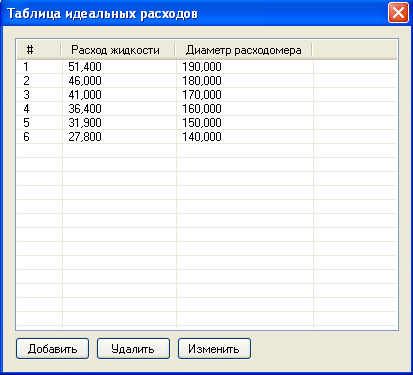 Таблица идеальных расходов
# Расход жидкости Диаметр расходомера
1 51,400 190,000
2 46,000 180,000
3 41,000 170,000
4 36,400 160,000
5 31,900 150,000
6 27,800 140,000
Добавить Удалить Изменить